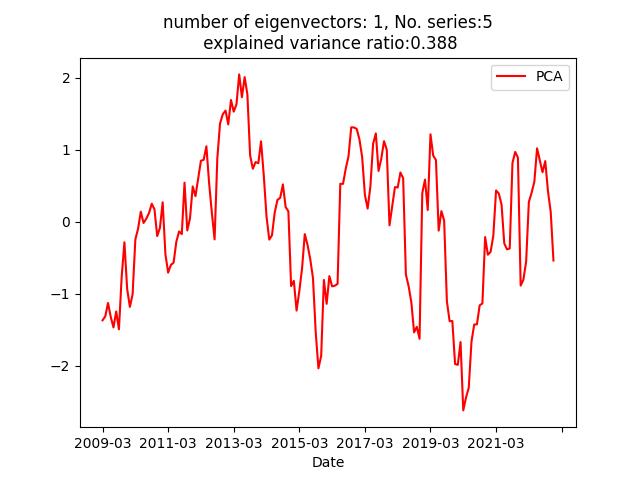 number of eigenvectors: 1, No. series:5
explained variance ratio:0.388
PCA
2
1
0
−1
−2
2009-03 2011-03 2013-03 2015-03 2017-03 2019-03 2021-03
Date